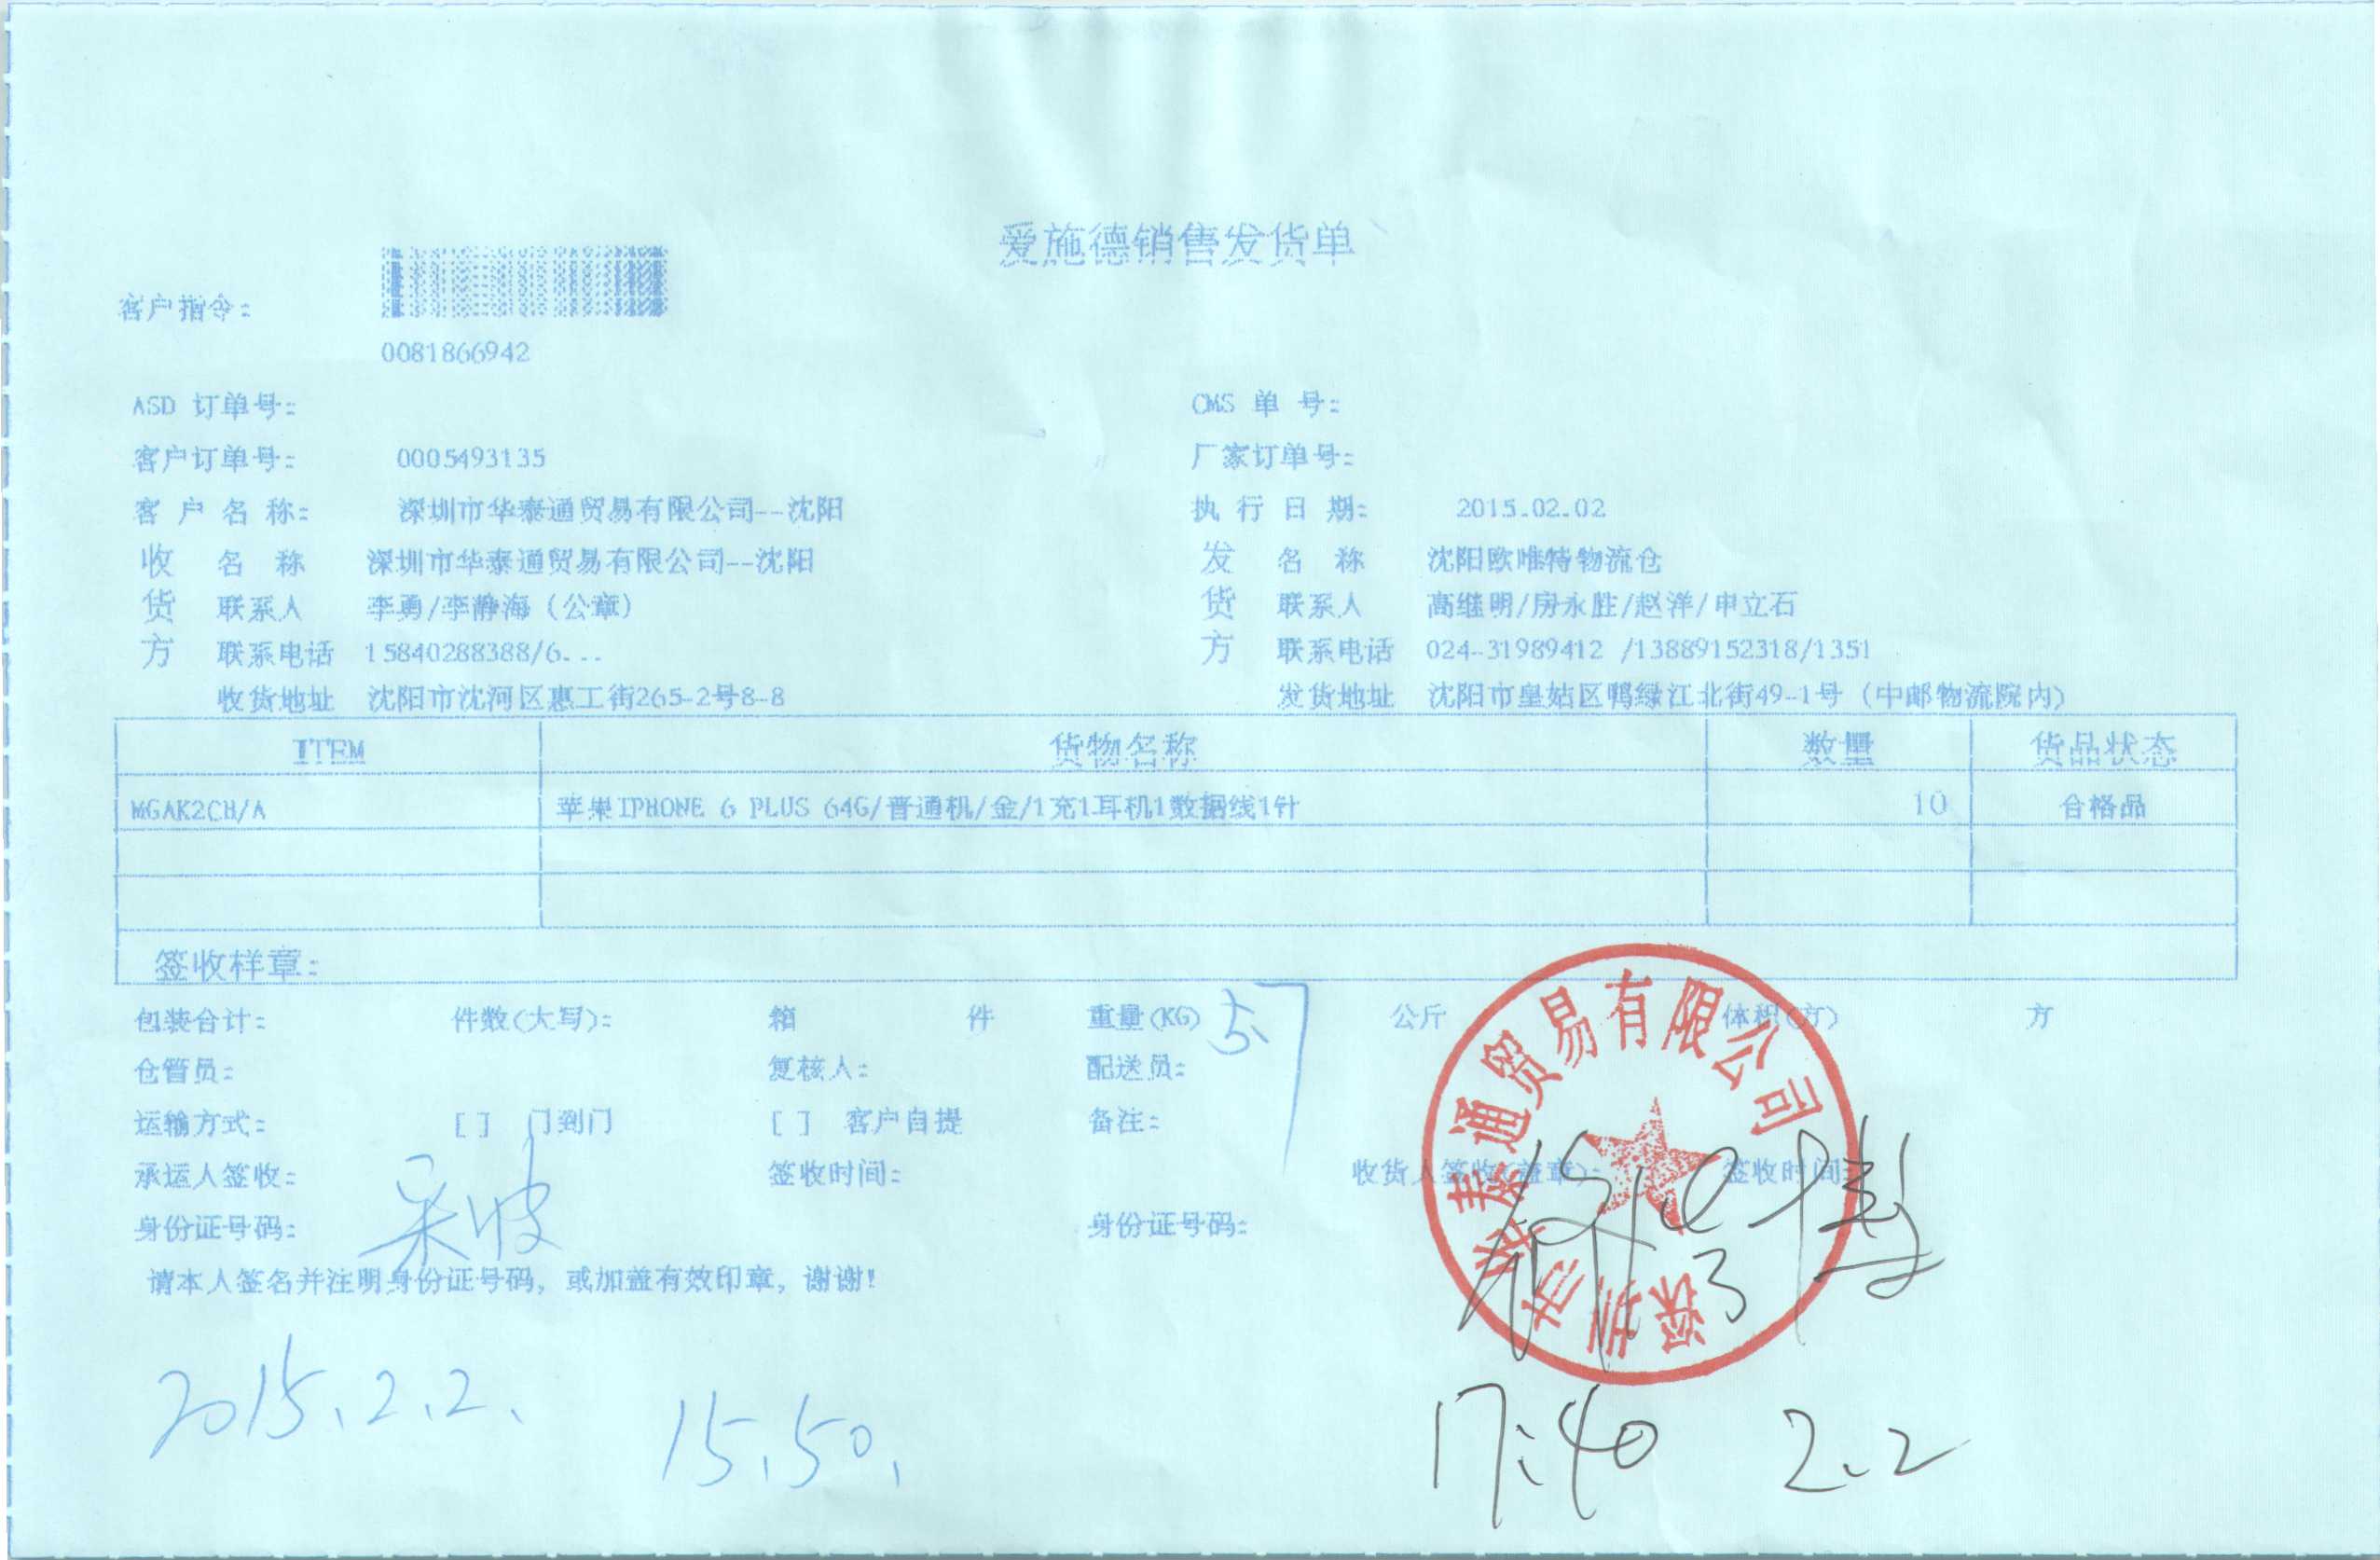 爱施德销售发货单
客户指令:
0081866942
ASD 订单号: OMS 单 号:
客户订单号: 0005493135 厂家订单号:
客 户 名 称: 深圳市华泰通贸易有限公司--沈阳 执 行 日 期: 2015.02.02
收 名 称 深圳市华泰通贸易有限公司--沈阳 发 名 称 沈阳欧唯特物流仓
货 联系人 李勇/李静海（公章） 货 联系人 高继明/房永胜/赵洋/申立石
方 联系电话 15840288388/6... 方 联系电话 024-31989412 /13889152318/1351
收货地址 沈阳市沈河区惠工街265-2号8-8 发货地址 沈阳市皇姑区鸭绿江北街49-1号（中邮物流院内）
ITEM 货物名称 数量 货品状态
MGAK2CH/A 苹果IPHONE 6 PLUS 64G/普通机/金/1充1耳机1数据线1针 10 合格品
签收样章:
包装合计: 件数(大写): 箱 件 重量(KG) 5.7 公斤 体积(方) 方
仓管员: 复核人: 配送员:
运输方式: [ ] 门到门 [ ] 客户自提 备注:
承运人签收: 签收时间: 收货人签收(盖章): 签收时间:
身份证号码: 身份证号码:
请本人签名并注明身份证号码，或加盖有效印章，谢谢!
深圳市华泰通贸易有限公司
2015.2.2. 15.50. 17:40 2.2